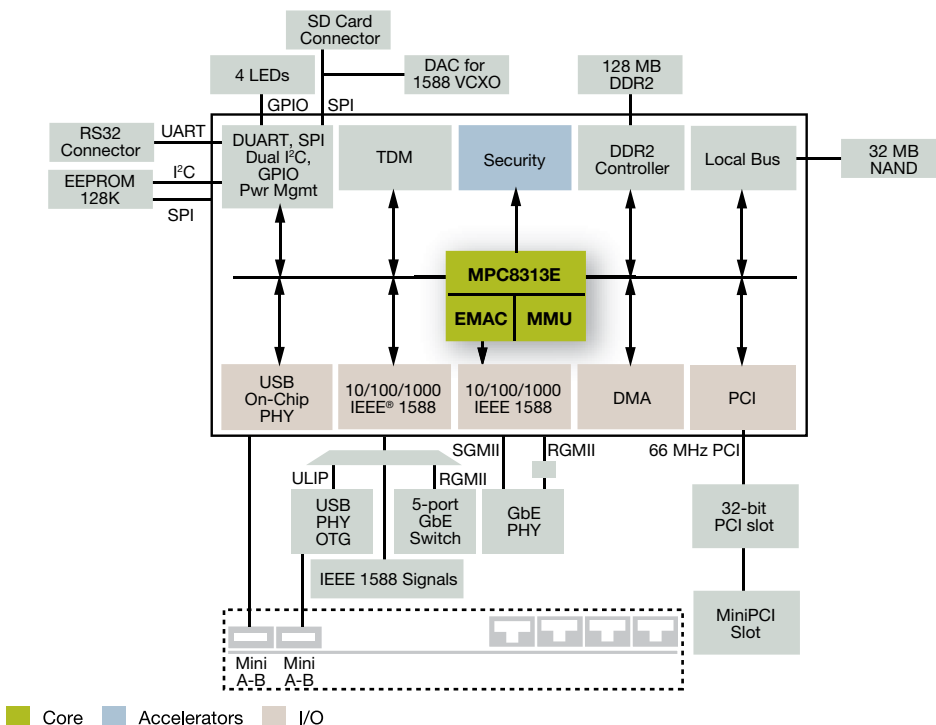 SD Card
Connector
4 LEDs
DAC for
1588 VCXO
128 MB
DDR2
GPIO
SPI
RS32
Connector
UART
EEPROM
128K
I²C
SPI
DUART, SPI
Dual I²C,
GPIO
Pwr Mgmt
TDM
Security
DDR2
Controller
Local Bus
32 MB
NAND
MPC8313E
EMAC
MMU
USB
On-Chip
PHY
10/100/1000
IEEE® 1588
10/100/1000
IEEE 1588
DMA
PCI
SGMII
RGMII
66 MHz PCI
ULIP
RGMII
USB
PHY
OTG
5-port
GbE
Switch
GbE
PHY
32-bit
PCI slot
IEEE 1588 Signals
MiniPCI
Slot
Mini
A-B
Mini
A-B
Core
Accelerators
I/O